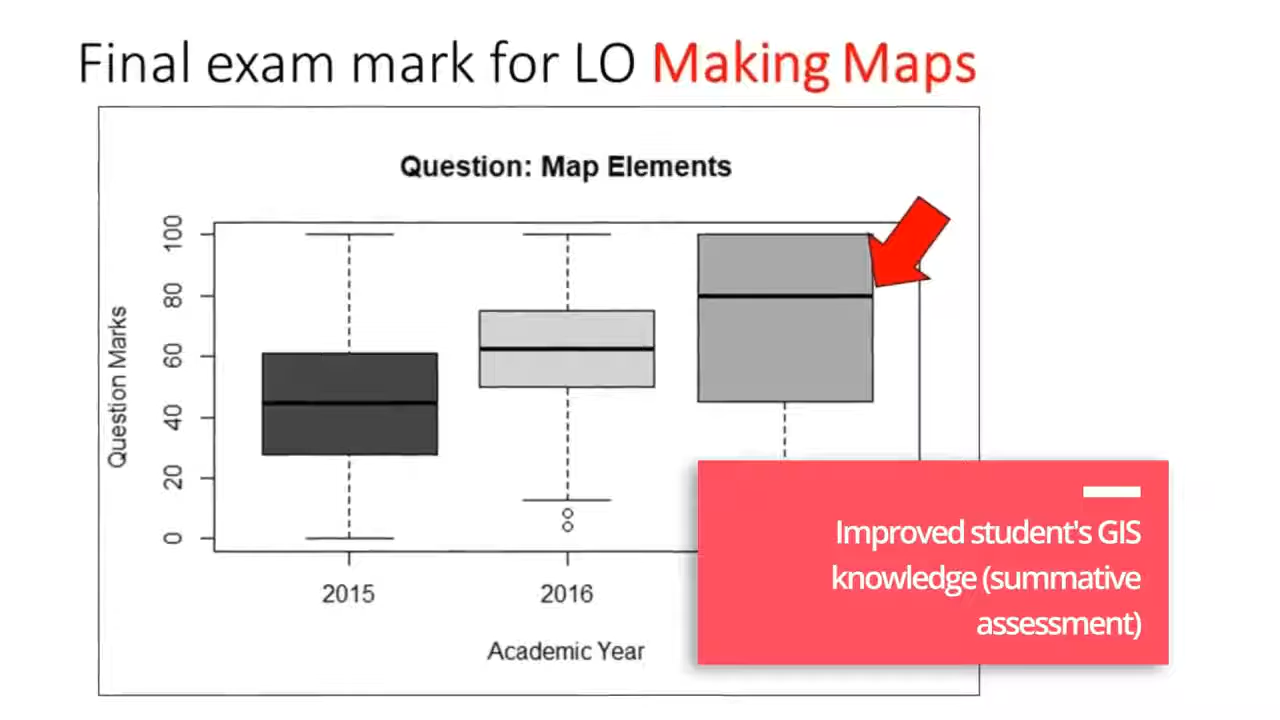 Final exam mark for LO Making Maps
Question: Map Elements
Question Marks
100
80
60
40
20
0
2015
2016
Academic Year
Improved student's GIS
knowledge (summative
assessment)